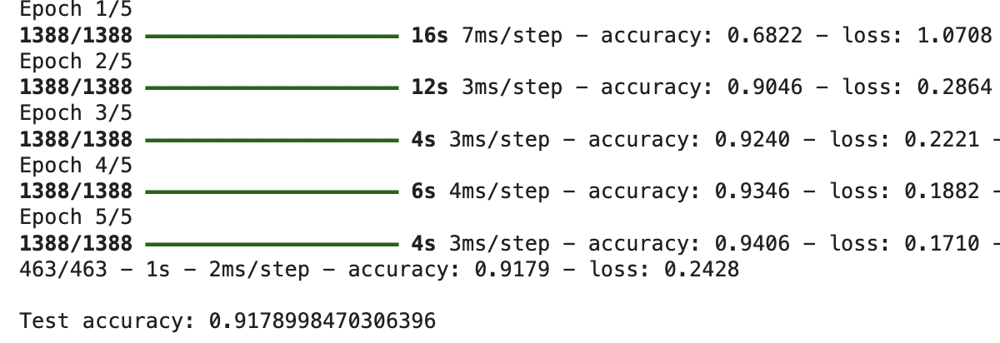 Epoch 1/5
1388/1388 ━━━━━━━━━━━━━━━━━━━━ 16s 7ms/step - accuracy: 0.6822 - loss: 1.0708
Epoch 2/5
1388/1388 ━━━━━━━━━━━━━━━━━━━━ 12s 3ms/step - accuracy: 0.9046 - loss: 0.2864
Epoch 3/5
1388/1388 ━━━━━━━━━━━━━━━━━━━━ 4s 3ms/step - accuracy: 0.9240 - loss: 0.2221 -
Epoch 4/5
1388/1388 ━━━━━━━━━━━━━━━━━━━━ 6s 4ms/step - accuracy: 0.9346 - loss: 0.1882 -
Epoch 5/5
1388/1388 ━━━━━━━━━━━━━━━━━━━━ 4s 3ms/step - accuracy: 0.9406 - loss: 0.1710 -
463/463 - 1s - 2ms/step - accuracy: 0.9179 - loss: 0.2428
Test accuracy: 0.9178998470306396